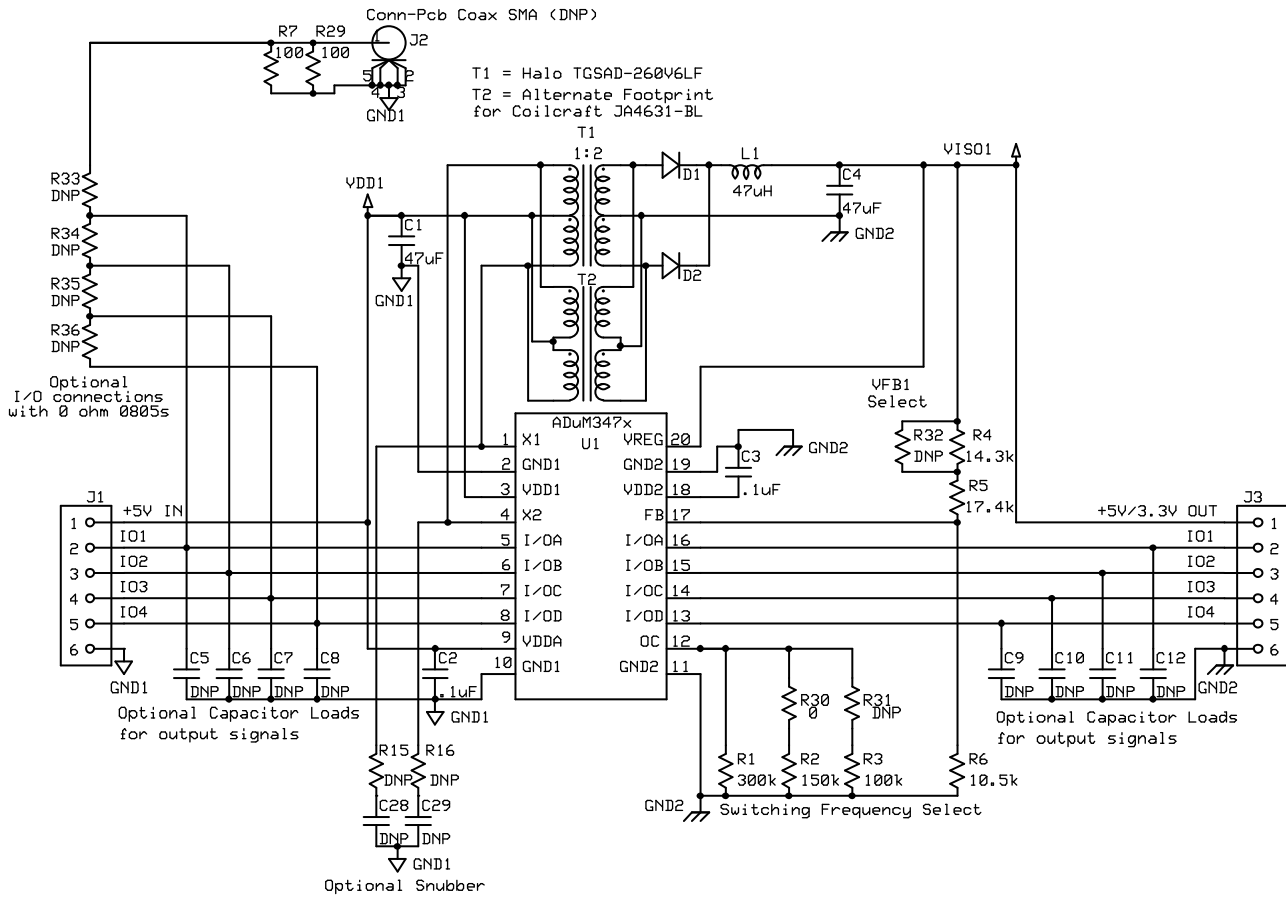 Conn-Pcb Coax SMA (DNP)
R7
R29
100
100
1
J2
5
2
4
3
GND1
T1 = Halo TGSAD-260V6LF
T2 = Alternate Footprint
for Coilcraft JA4631-BL
T1
1:2
D1
L1
47uH
VISO1
C4
47uF
GND2
D2
T2
R33
DNP
R34
DNP
R35
DNP
R36
DNP
VDD1
C1
47uF
GND1
Optional
I/O connections
with 0 ohm 0805s
VFB1
Select
R32
DNP
R4
14.3k
R5
17.4k
ADuM347x
U1
1 X1
2 GND1
3 VDD1
4 X2
5 I/OA
6 I/OB
7 I/OC
8 I/OD
9 VDDA
10 GND1
VREG 20
GND2 19
VDD2 18
FB 17
I/OA 16
I/OB 15
I/OC 14
I/OD 13
OC 12
GND2 11
GND2
C3
.1uF
J1
1 +5V IN
2 IO1
3 IO2
4 IO3
5 IO4
6
GND1
J3
+5V/3.3V OUT 1
IO1 2
IO2 3
IO3 4
IO4 5
6
GND2
C5
DNP
C6
DNP
C7
DNP
C8
DNP
C2
.1uF
GND1
Optional Capacitor Loads
for output signals
C9
DNP
C10
DNP
C11
DNP
C12
DNP
Optional Capacitor Loads
for output signals
R15
DNP
R16
DNP
C28
DNP
C29
DNP
GND1
Optional Snubber
R30
0
R31
DNP
R1
300k
R2
150k
R3
100k
R6
10.5k
GND2
Switching Frequency Select